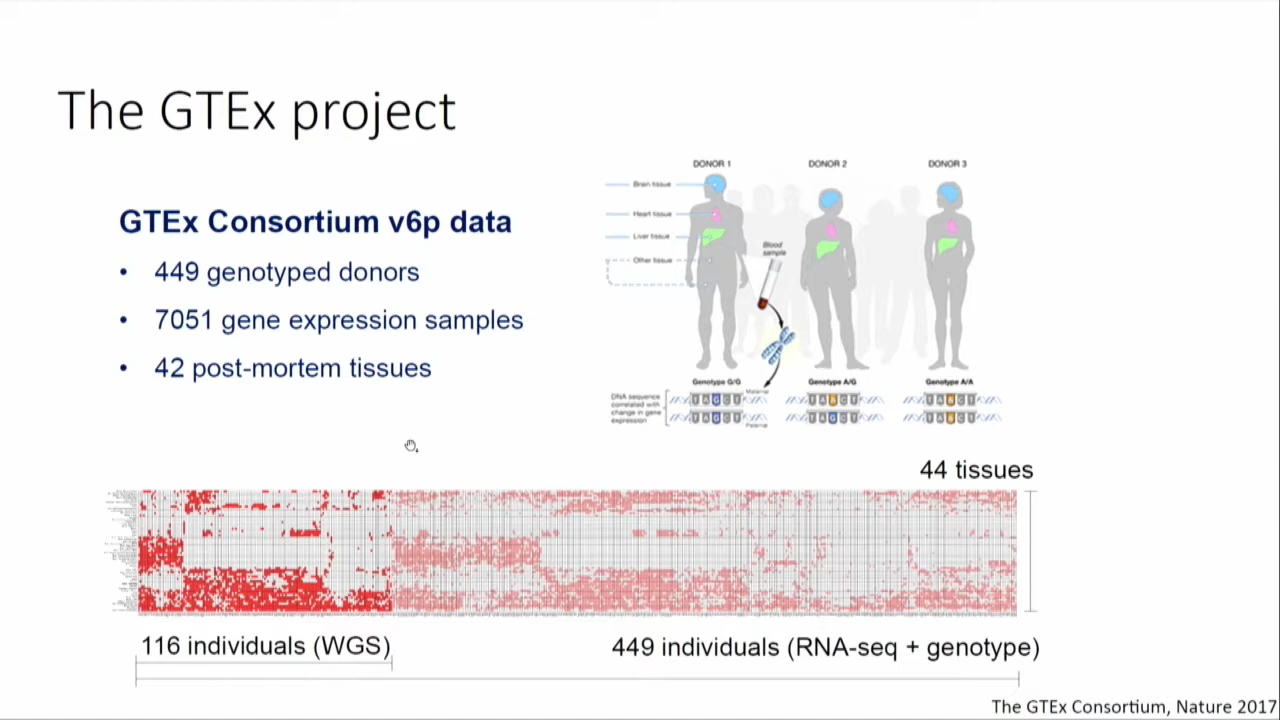 The GTEx project
GTEx Consortium v6p data
• 449 genotyped donors
• 7051 gene expression samples
• 42 post-mortem tissues
DONOR 1
DONOR 2
DONOR 3
Brain tissue
Heart tissue
Liver tissue
Other tissue
Blood
sample
Genotype G/G
Genotype A/G
Genotype A/A
Maternal
DNA sequence
correlated with
change in gene
expression
Paternal
44 tissues
116 individuals (WGS)
449 individuals (RNA-seq + genotype)
The GTEx Consortium, Nature 2017